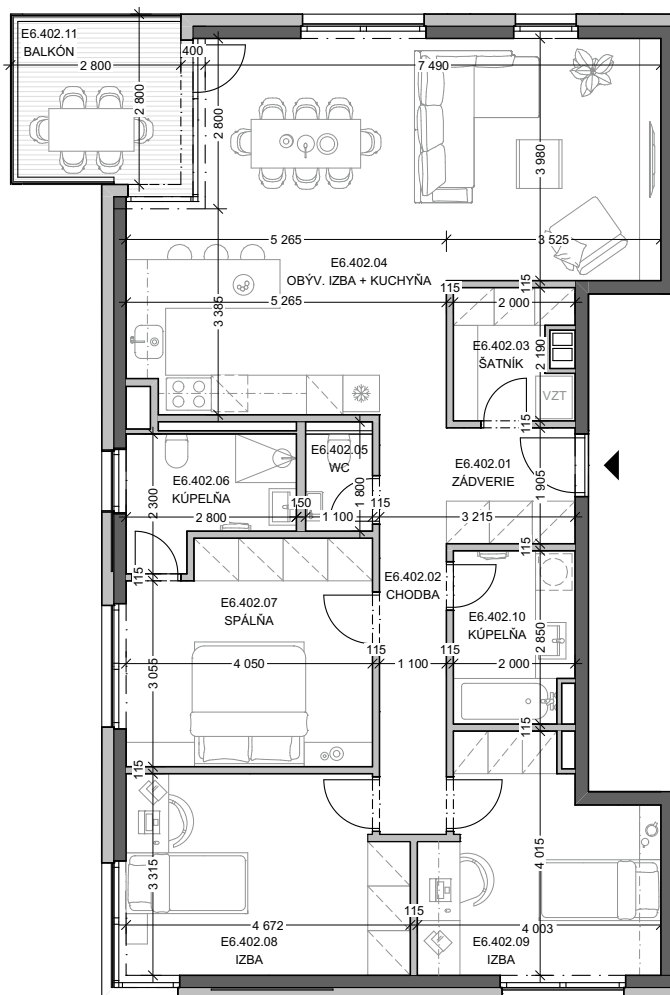 E6.402.11
BALKÓN
2 800
400
2 800
2 800
7 490
3 980
5 265
3 525
E6.402.04
OBÝV. IZBA + KUCHYŇA
5 265
115
2 000
115
3 385
E6.402.03
ŠATNÍK
2 190
VZT
115
E6.402.05
WC
E6.402.06
KÚPEĽŇA
E6.402.01
ZÁDVERIE
1 905
2 300
2 800
150
1 100
1 800
115
3 215
115
115
E6.402.02
CHODBA
E6.402.07
SPÁLŇA
E6.402.10
KÚPEĽŇA
2 850
3 055
4 050
115
1 100
115
2 000
115
115
3 315
4 015
4 672
115
4 003
E6.402.08
IZBA
E6.402.09
IZBA